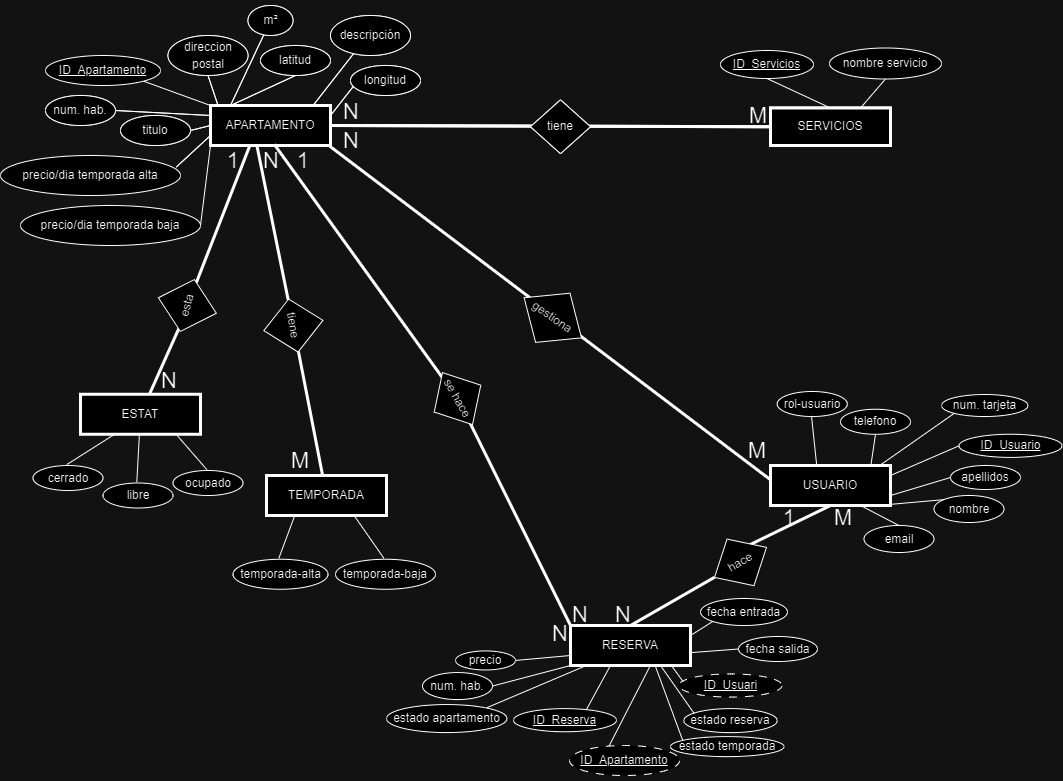 m²
direccion
postal
descripción
latitud
ID_Apartamento
longitud
num. hab.
titulo
APARTAMENTO
N
N
tiene
M
ID_Servicios
nombre servicio
SERVICIOS
1
N
1
precio/dia temporada alta
precio/dia temporada baja
esta
tiene
gestiona
se hace
N
ESTAT
cerrado
libre
ocupado
M
TEMPORADA
temporada-alta
temporada-baja
M
rol-usuario
telefono
num. tarjeta
ID_Usuario
USUARIO
apellidos
nombre
email
1
M
hace
N
N
N
RESERVA
fecha entrada
fecha salida
precio
num. hab.
estado apartamento
ID_Reserva
ID_Usuari
estado reserva
estado temporada
ID_Apartamento